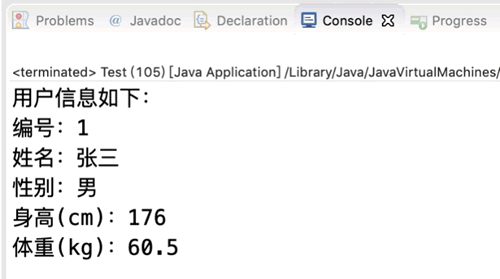 Problems @ Javadoc Declaration Console Progress
<terminated> Test (105) [Java Application] /Library/Java/JavaVirtualMachines/
用户信息如下：
编号：1
姓名：张三
性别：男
身高(cm)：176
体重(kg)：60.5